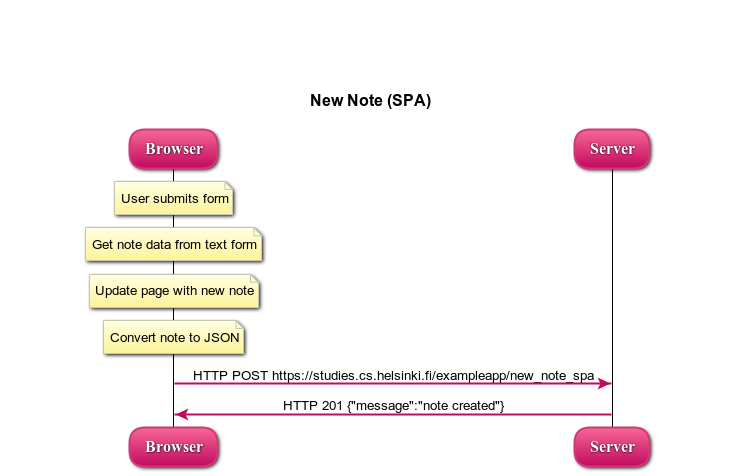 New Note (SPA)
Browser Server
User submits form
Get note data from text form
Update page with new note
Convert note to JSON
HTTP POST https://studies.cs.helsinki.fi/exampleapp/new_note_spa
HTTP 201 {"message":"note created"}
Browser Server